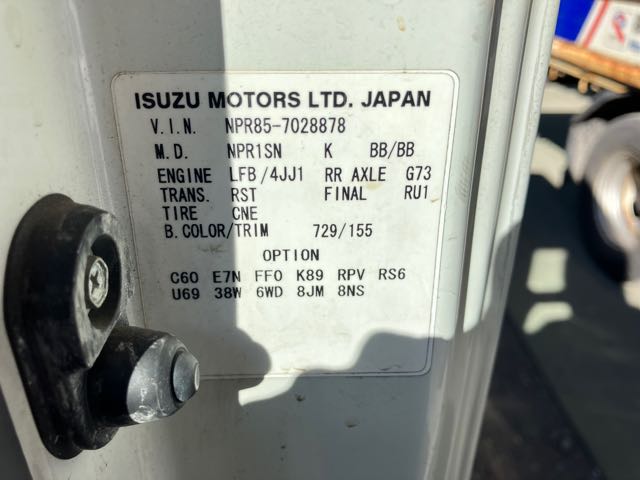 ISUZU MOTORS LTD. JAPAN
V.I.N. NPR85-7028878
M.D. NPR1SN K BB/BB
ENGINE LFB/4JJ1 RR AXLE G73
TRANS. RST FINAL RU1
TIRE CNE
B.COLOR/TRIM 729/155
OPTION
C60 E7N FFO K89 RPV RS6
U69 38W 6WD 8JM 8NS